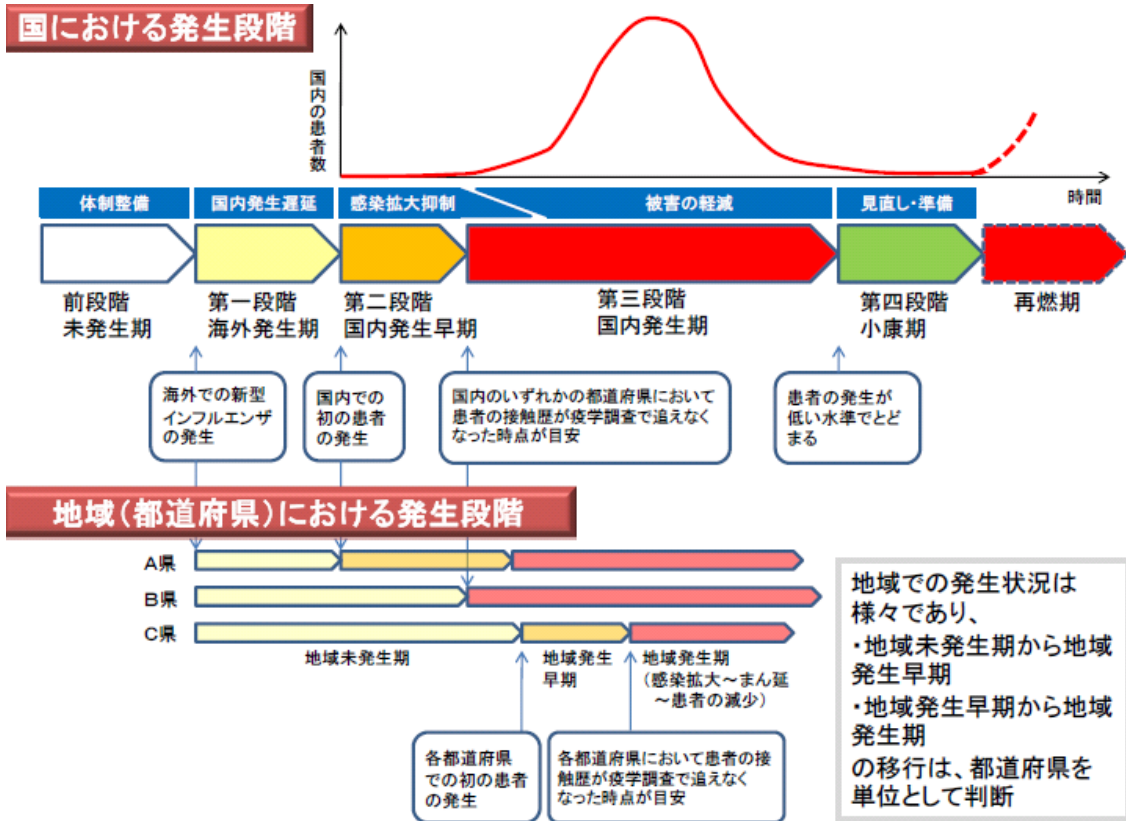 国における発生段階
国内の患者数
時間
体制整備
国内発生遅延
感染拡大抑制
被害の軽減
見直し・準備
前段階
未発生期
第一段階
海外発生期
第二段階
国内発生早期
第三段階
国内発生期
第四段階
小康期
再燃期
海外での新型
インフルエンザ
の発生
国内での
初の患者
の発生
国内のいずれかの都道府県において
患者の接触歴が疫学調査で追えなく
なった時点が目安
患者の発生が
低い水準でとど
まる
地域(都道府県)における発生段階
A県
B県
C県
地域未発生期
地域発生
早期
地域発生期
(感染拡大～まん延
～患者の減少)
各都道府県
での初の患者
の発生
各都道府県において患者の接
触歴が疫学調査で追えなく
なった時点が目安
地域での発生状況は
様々であり、
・地域未発生期から地域
発生早期
・地域発生早期から地域
発生期
の移行は、都道府県を
単位として判断